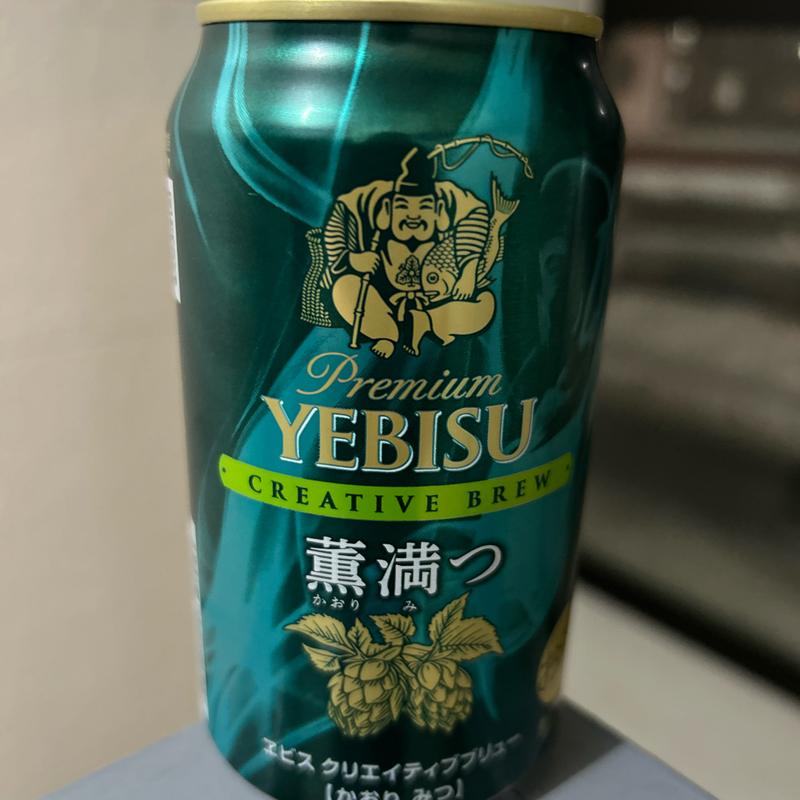 Premium
YEBISU
CREATIVE BREW
薫満つ
かおり み
ヱビス クリエイティブブリュー
[かおり みつ]